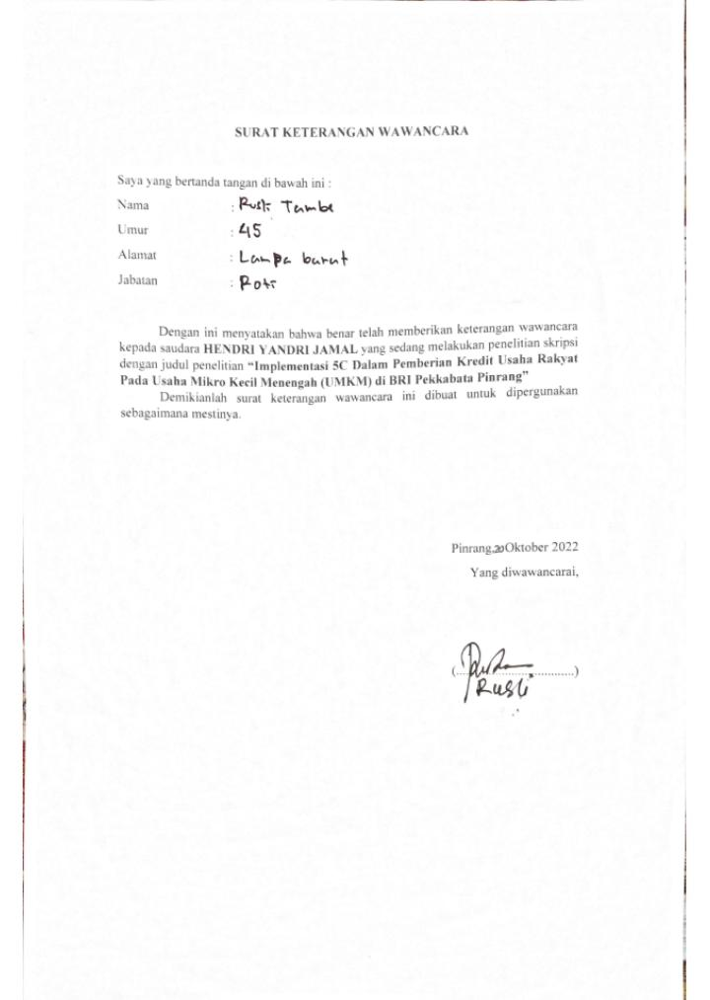 SURAT KETERANGAN WAWANCARA
Saya yang bertanda tangan di bawah ini :
Nama : Rusli Tambe
Umur : 45
Alamat : Lampa barat
Jabatan : Roti
Dengan ini menyatakan bahwa benar telah memberikan keterangan wawancara
kepada saudara HENDRI YANDRI JAMAL yang sedang melakukan penelitian skripsi
dengan judul penelitian “Implementasi 5C Dalam Pemberian Kredit Usaha Rakyat
Pada Usaha Mikro Kecil Menengah (UMKM) di BRI Pekkabata Pinrang”
Demikianlah surat keterangan wawancara ini dibuat untuk dipergunakan
sebagaimana mestinya.
Pinrang,20Oktober 2022
Yang diwawancarai,
(........................)
Rusli